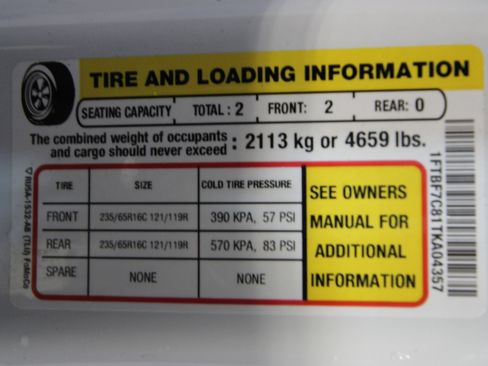 TIRE AND LOADING INFORMATION
SEATING CAPACITY TOTAL: 2 FRONT: 2 REAR: 0
The combined weight of occupants
and cargo should never exceed : 2113 kg or 4659 lbs.
TIRE SIZE COLD TIRE PRESSURE
FRONT 235/65R16C 121/119R 390 KPA, 57 PSI
REAR 235/65R16C 121/119R 570 KPA, 83 PSI
SPARE NONE NONE
SEE OWNERS
MANUAL FOR
ADDITIONAL
INFORMATION
1FTBF7C81TKA04357